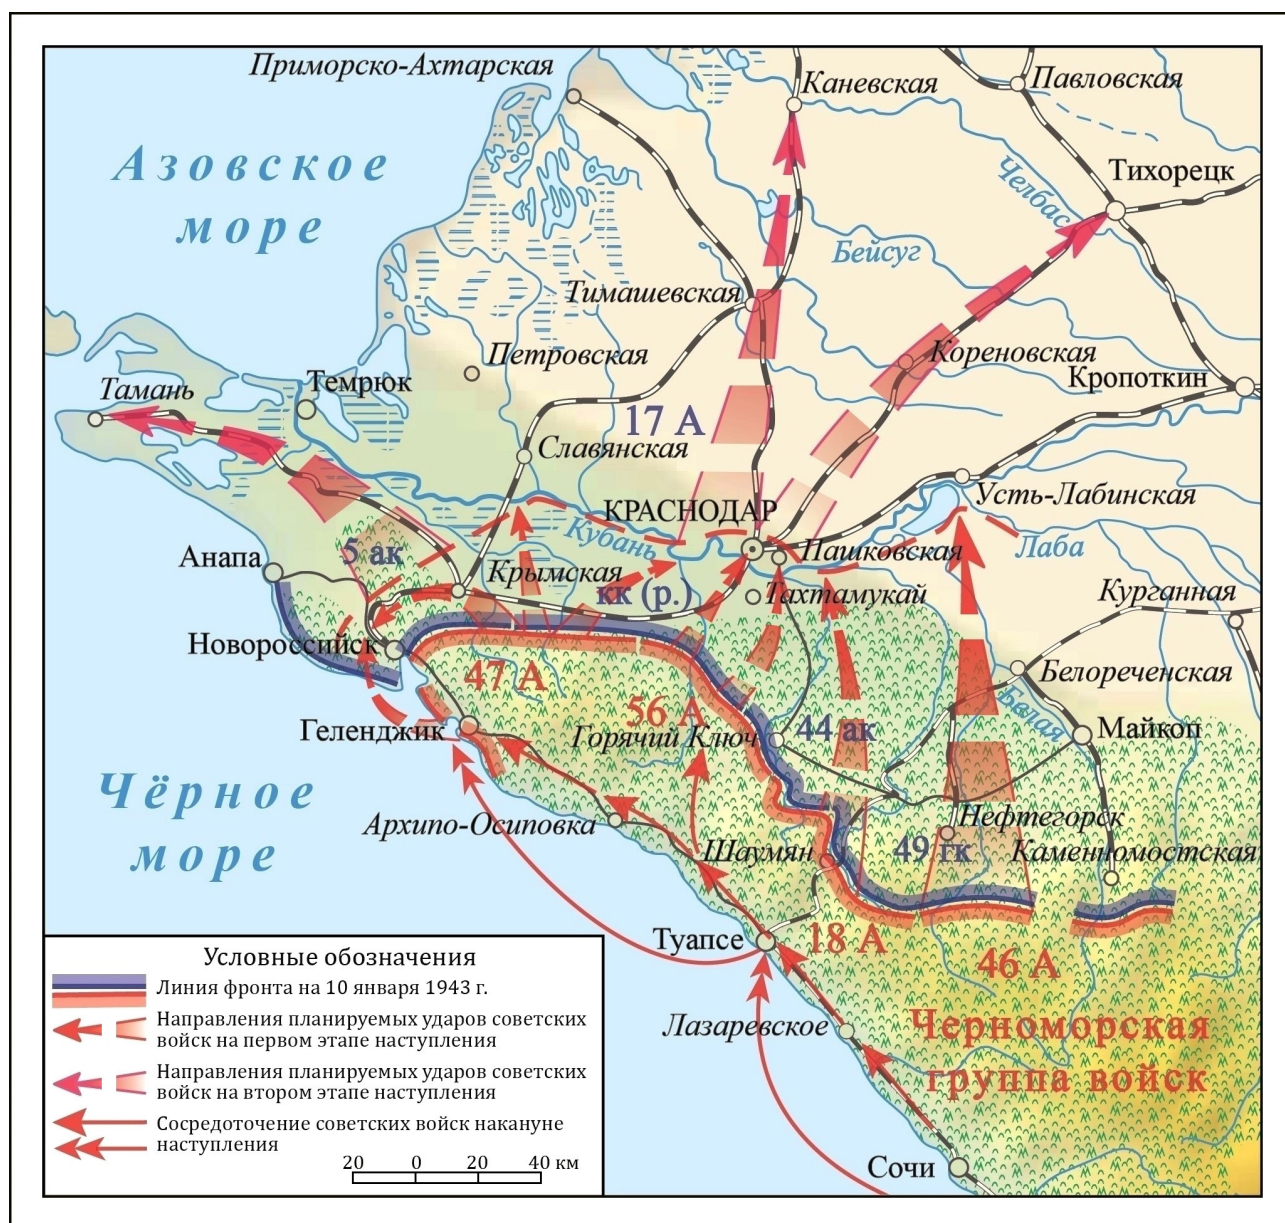 Приморско-Ахтарская
Каневская
Павловская
Азовское
море
Тихорецк
Челбас
Бейсуг
Тимашевская
Петровская
Кореновская
Тамань
Темрюк
Кропоткин
17 А
Славянская
Усть-Лабинская
КРАСНОДАР
Кубань
Лаба
Анапа
5 ак
Пашковская
Крымская
кк (р.)
Тахтамукай
Курганная
Новороссийск
47 А
Белореченская
56 А
Белая
Геленджик
Горячий Ключ
44 ак
Майкоп
Чёрное
море
Архипо-Осиповка
Нефтегорск
Шаумян
49 гк
Каменномостская
Туапсе
18 А
46 А
Лазаревское
Черноморская
группа войск
Сочи
Условные обозначения
Линия фронта на 10 января 1943 г.
Направления планируемых ударов советских
войск на первом этапе наступления
Направления планируемых ударов советских
войск на втором этапе наступления
Сосредоточение советских войск накануне
наступления
20 0 20 40 км